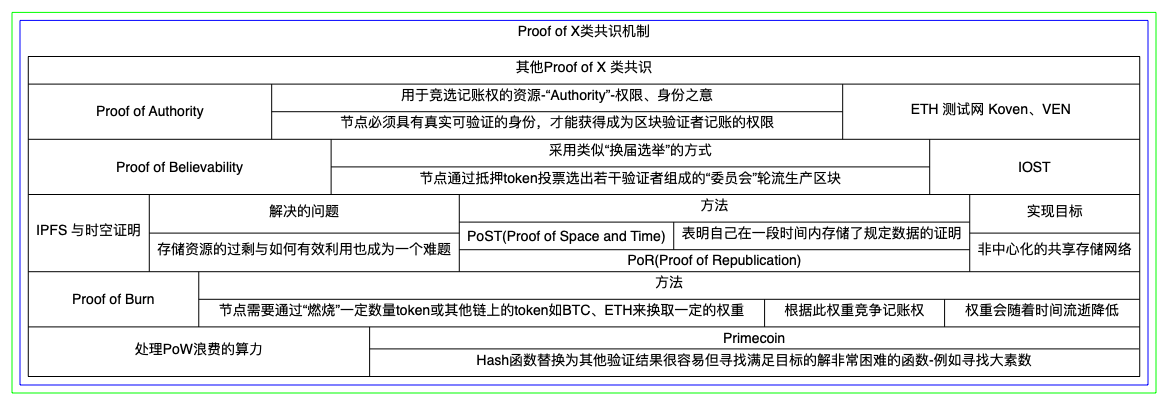 Proof of X类共识机制
其他Proof of X 类共识
Proof of Authority
用于竞选记账权的资源-“Authority”-权限、身份之意
节点必须具有真实可验证的身份，才能获得成为区块验证者记账的权限
ETH 测试网 Koven、VEN
Proof of Believability
采用类似“换届选举”的方式
节点通过抵押token投票选出若干验证者组成的“委员会”轮流生产区块
IOST
IPFS 与时空证明
解决的问题
存储资源的过剩与如何有效利用也成为一个难题
方法
PoST(Proof of Space and Time)
表明自己在一段时间内存储了规定数据的证明
PoR(Proof of Republication)
实现目标
非中心化的共享存储网络
Proof of Burn
方法
节点需要通过“燃烧”一定数量token或其他链上的token如BTC、ETH来换取一定的权重
根据此权重竞争记账权
权重会随着时间流逝降低
处理PoW浪费的算力
Primecoin
Hash函数替换为其他验证结果很容易但寻找满足目标的解非常困难的函数-例如寻找大素数